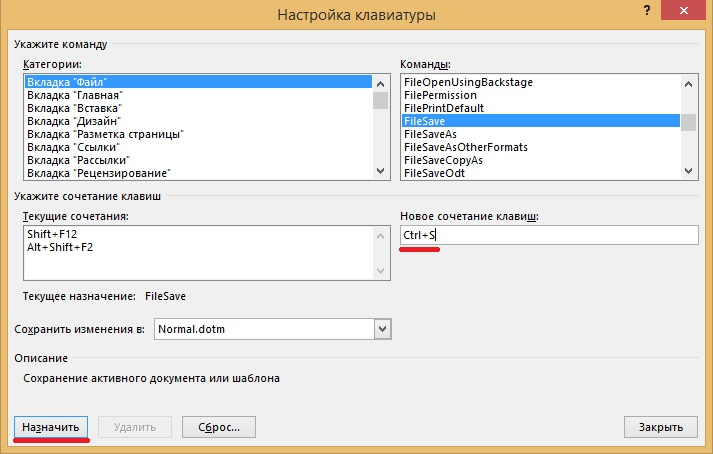 Настройка клавиатуры
?
Укажите команду
Категории:
Команды:
Вкладка "Файл"
Вкладка "Главная"
Вкладка "Вставка"
Вкладка "Дизайн"
Вкладка "Разметка страницы"
Вкладка "Ссылки"
Вкладка "Рассылки"
Вкладка "Рецензирование"
FileOpenUsingBackstage
FilePermission
FilePrintDefault
FileSave
FileSaveAs
FileSaveAsOtherFormats
FileSaveCopyAs
FileSaveOdt
Укажите сочетание клавиш
Текущие сочетания:
Новое сочетание клавиш:
Shift+F12
Alt+Shift+F2
Ctrl+S
Текущее назначение: FileSave
Сохранить изменения в: Normal.dotm
Описание
Сохранение активного документа или шаблона
Назначить Удалить Сброс... Закрыть